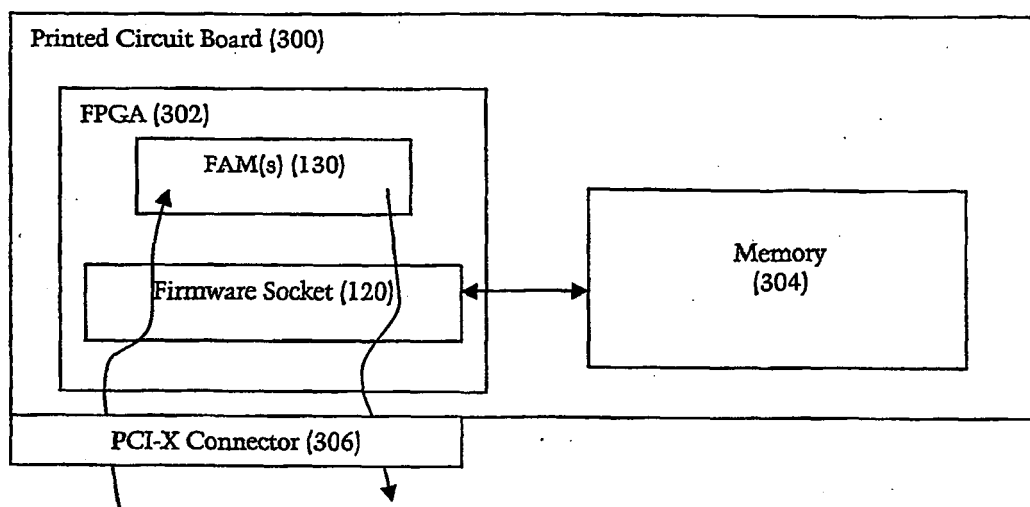 Printed Circuit Board (300)
FPGA (302)
FAM(s) (130)
Firmware Socket (120)
Memory
(304)
PCI-X Connector (306)